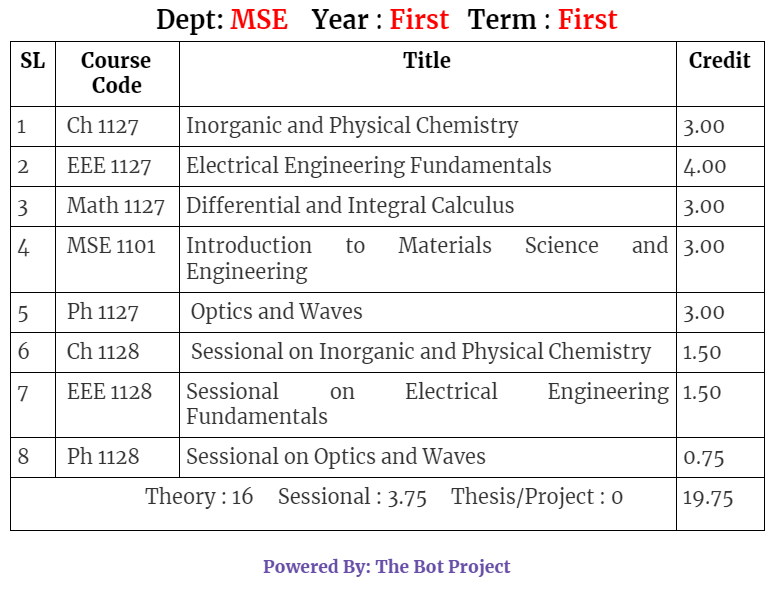 Dept: MSE Year : First Term : First
SL Course Code Title Credit
1 Ch 1127 Inorganic and Physical Chemistry 3.00
2 EEE 1127 Electrical Engineering Fundamentals 4.00
3 Math 1127 Differential and Integral Calculus 3.00
4 MSE 1101 Introduction to Materials Science and 3.00
Engineering
5 Ph 1127 Optics and Waves 3.00
6 Ch 1128 Sessional on Inorganic and Physical Chemistry 1.50
7 EEE 1128 Sessional on Electrical Engineering 1.50
Fundamentals
8 Ph 1128 Sessional on Optics and Waves 0.75
Theory : 16 Sessional : 3.75 Thesis/Project : 0 19.75
Powered By: The Bot Project